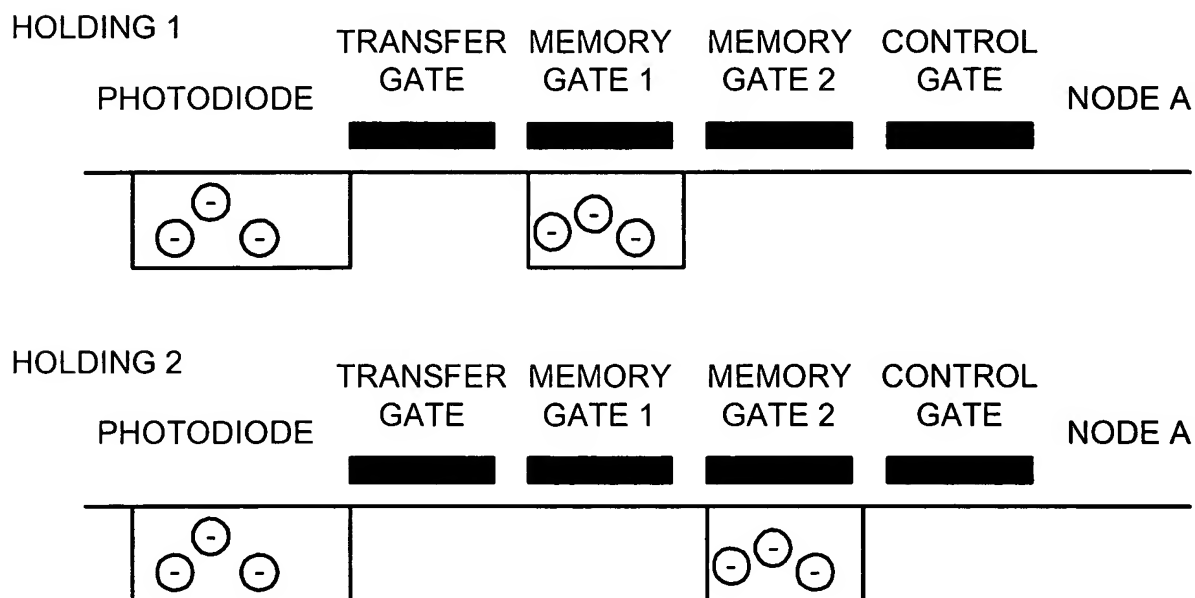 HOLDING 1
TRANSFER MEMORY MEMORY CONTROL
GATE GATE 1 GATE 2 GATE
PHOTODIODE NODE A
- - - - - -
HOLDING 2
TRANSFER MEMORY MEMORY CONTROL
GATE GATE 1 GATE 2 GATE
PHOTODIODE NODE A
- - - - - -